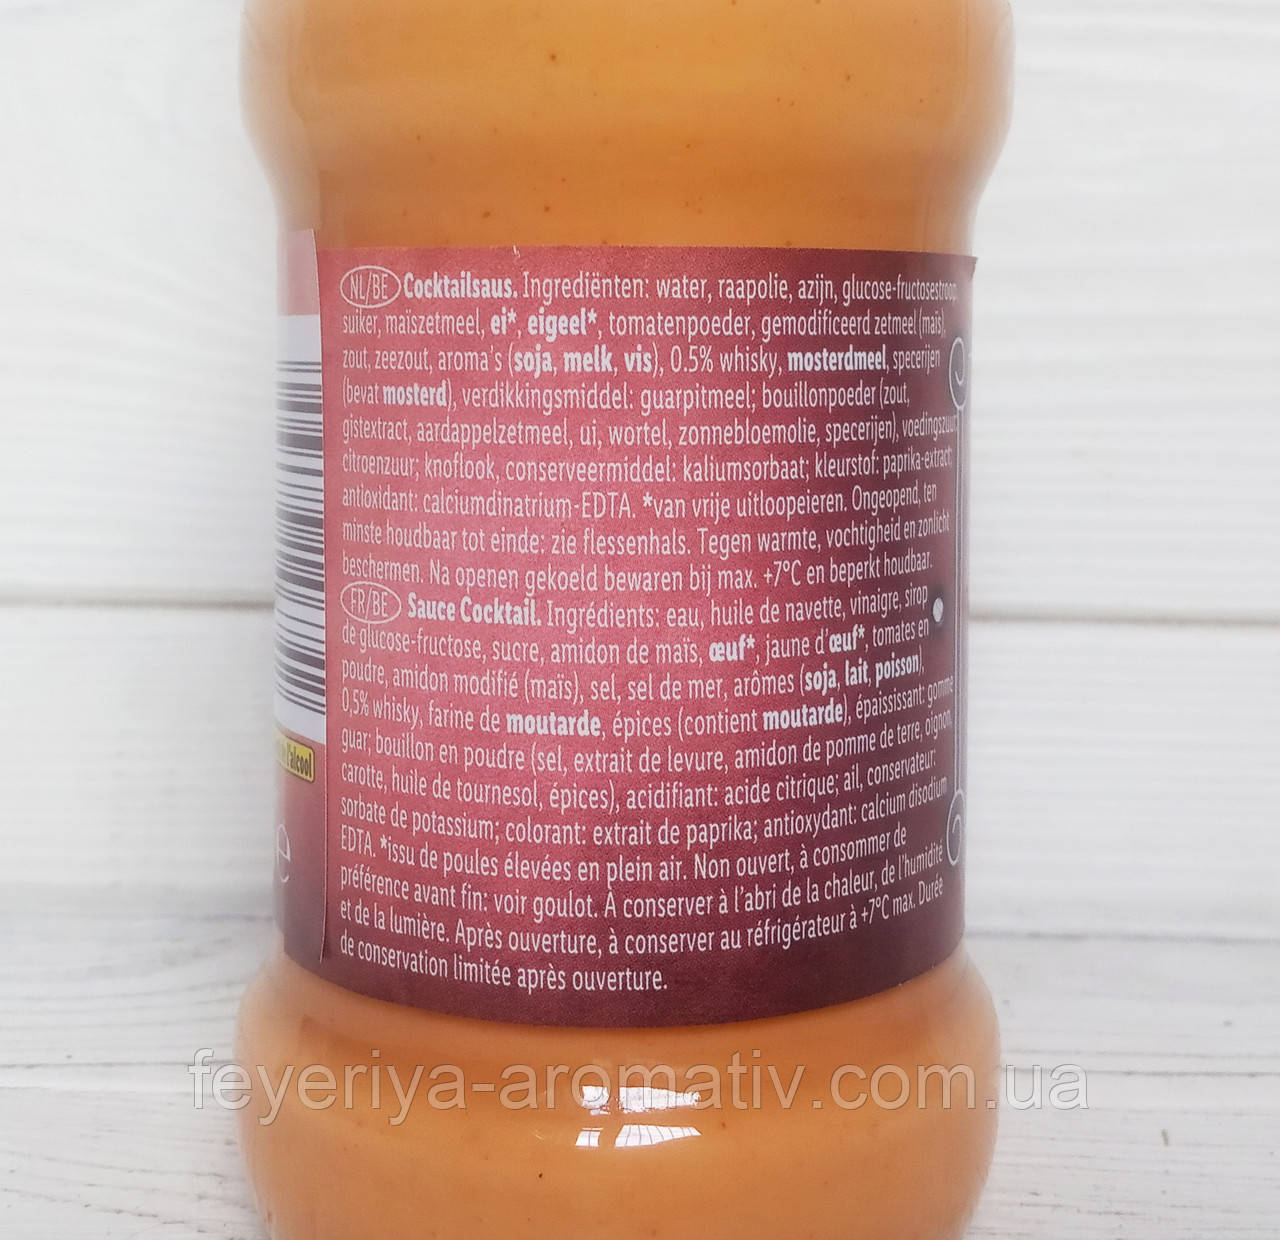 NL/BE Cocktailsaus. Ingrediënten: water, raapolie, azijn, glucose-fructosestroop,
suiker, maïszetmeel, ei*, eigeel*, tomatenpoeder, gemodificeerd zetmeel (maïs),
zout, zeezout, aroma's (soja, melk, vis), 0.5% whisky, mosterdmeel, specerijen
(bevat mosterd), verdikkingsmiddel: guarpitmeel; bouillonpoeder (zout,
gistextract, aardappelzetmeel, ui, wortel, zonnebloemolie, specerijen), voedingszuur:
citroenzuur; knoflook, conserveermiddel: kaliumsorbaat; kleurstof: paprika-extract;
antioxidant: calciumdinatrium-EDTA. *van vrije uitloopeieren. Ongeopend, ten
minste houdbaar tot einde: zie flessenhals. Tegen warmte, vochtigheid en zonlicht
beschermen. Na openen gekoeld bewaren bij max. +7°C en beperkt houdbaar.
FR/BE Sauce Cocktail. Ingrédients: eau, huile de navette, vinaigre, sirop
de glucose-fructose, sucre, amidon de maïs, œuf*, jaune d'œuf*, tomates en
poudre, amidon modifié (maïs), sel, sel de mer, arômes (soja, lait, poisson),
0,5% whisky, farine de moutarde, épices (contient moutarde), épaississant: gomme
guar; bouillon en poudre (sel, extrait de levure, amidon de pomme de terre, oignon,
carotte, huile de tournesol, épices), acidifiant: acide citrique; ail, conservateur:
sorbate de potassium; colorant: extrait de paprika; antioxydant: calcium disodium
EDTA. *issu de poules élevées en plein air. Non ouvert, à consommer de
préférence avant fin: voir goulot. À conserver à l'abri de la chaleur, de l'humidité
et de la lumière. Après ouverture, à conserver au réfrigérateur à +7°C max. Durée
de conservation limitée après ouverture.
l'alcool
e
feyeriya-aromativ.com.ua